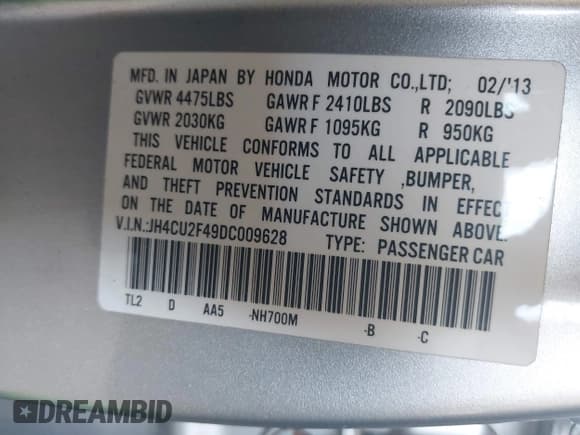 MFD. IN JAPAN BY HONDA MOTOR CO.,LTD; 02/'13
GVWR 4475LBS GAWR F 2410LBS R 2090LBS
GVWR 2030KG GAWR F 1095KG R 950KG
THIS VEHICLE CONFORMS TO ALL APPLICABLE
FEDERAL MOTOR VEHICLE SAFETY ,BUMPER,
AND THEFT PREVENTION STANDARDS IN EFFECT
ON THE DATE OF MANUFACTURE SHOWN ABOVE.
V.I.N.:JH4CU2F49DC009628 TYPE: PASSENGER CAR
TL2 D AA5 -NH700M -B -C
DREAMBID